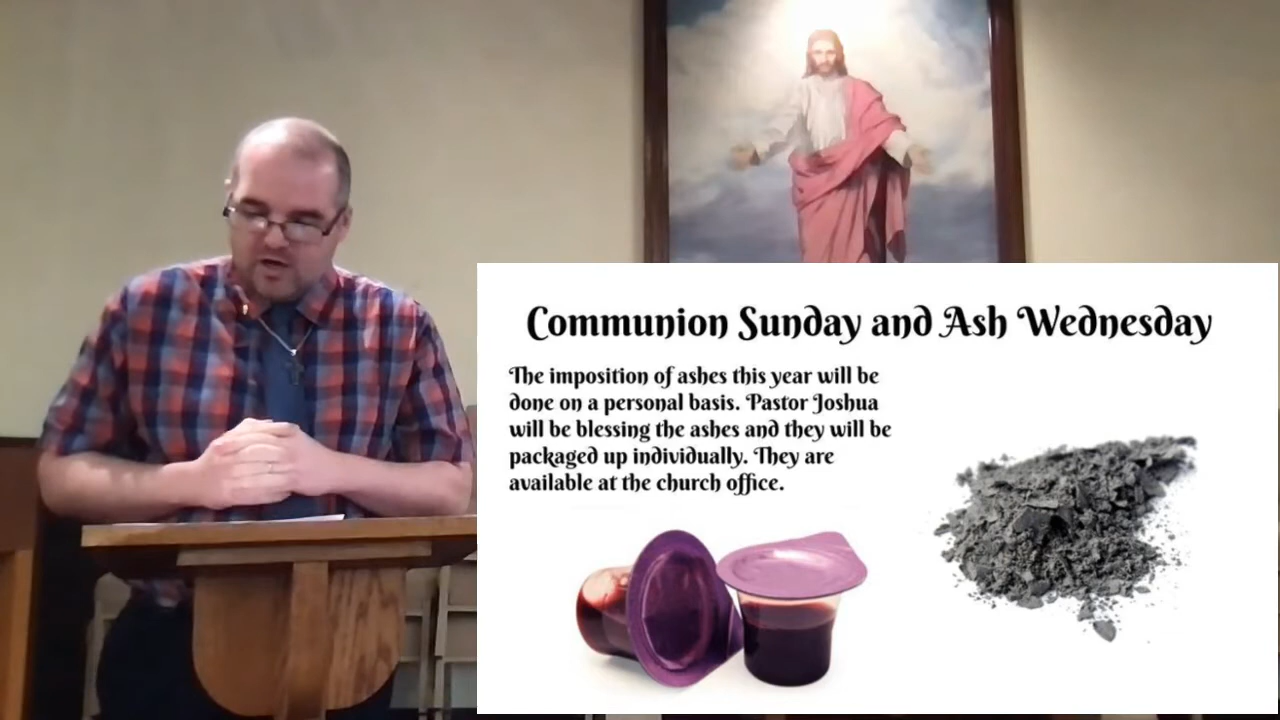 Communion Sunday and Ash Wednesday
The imposition of ashes this year will be
done on a personal basis. Pastor Joshua
will be blessing the ashes and they will be
packaged up individually. They are
available at the church office.